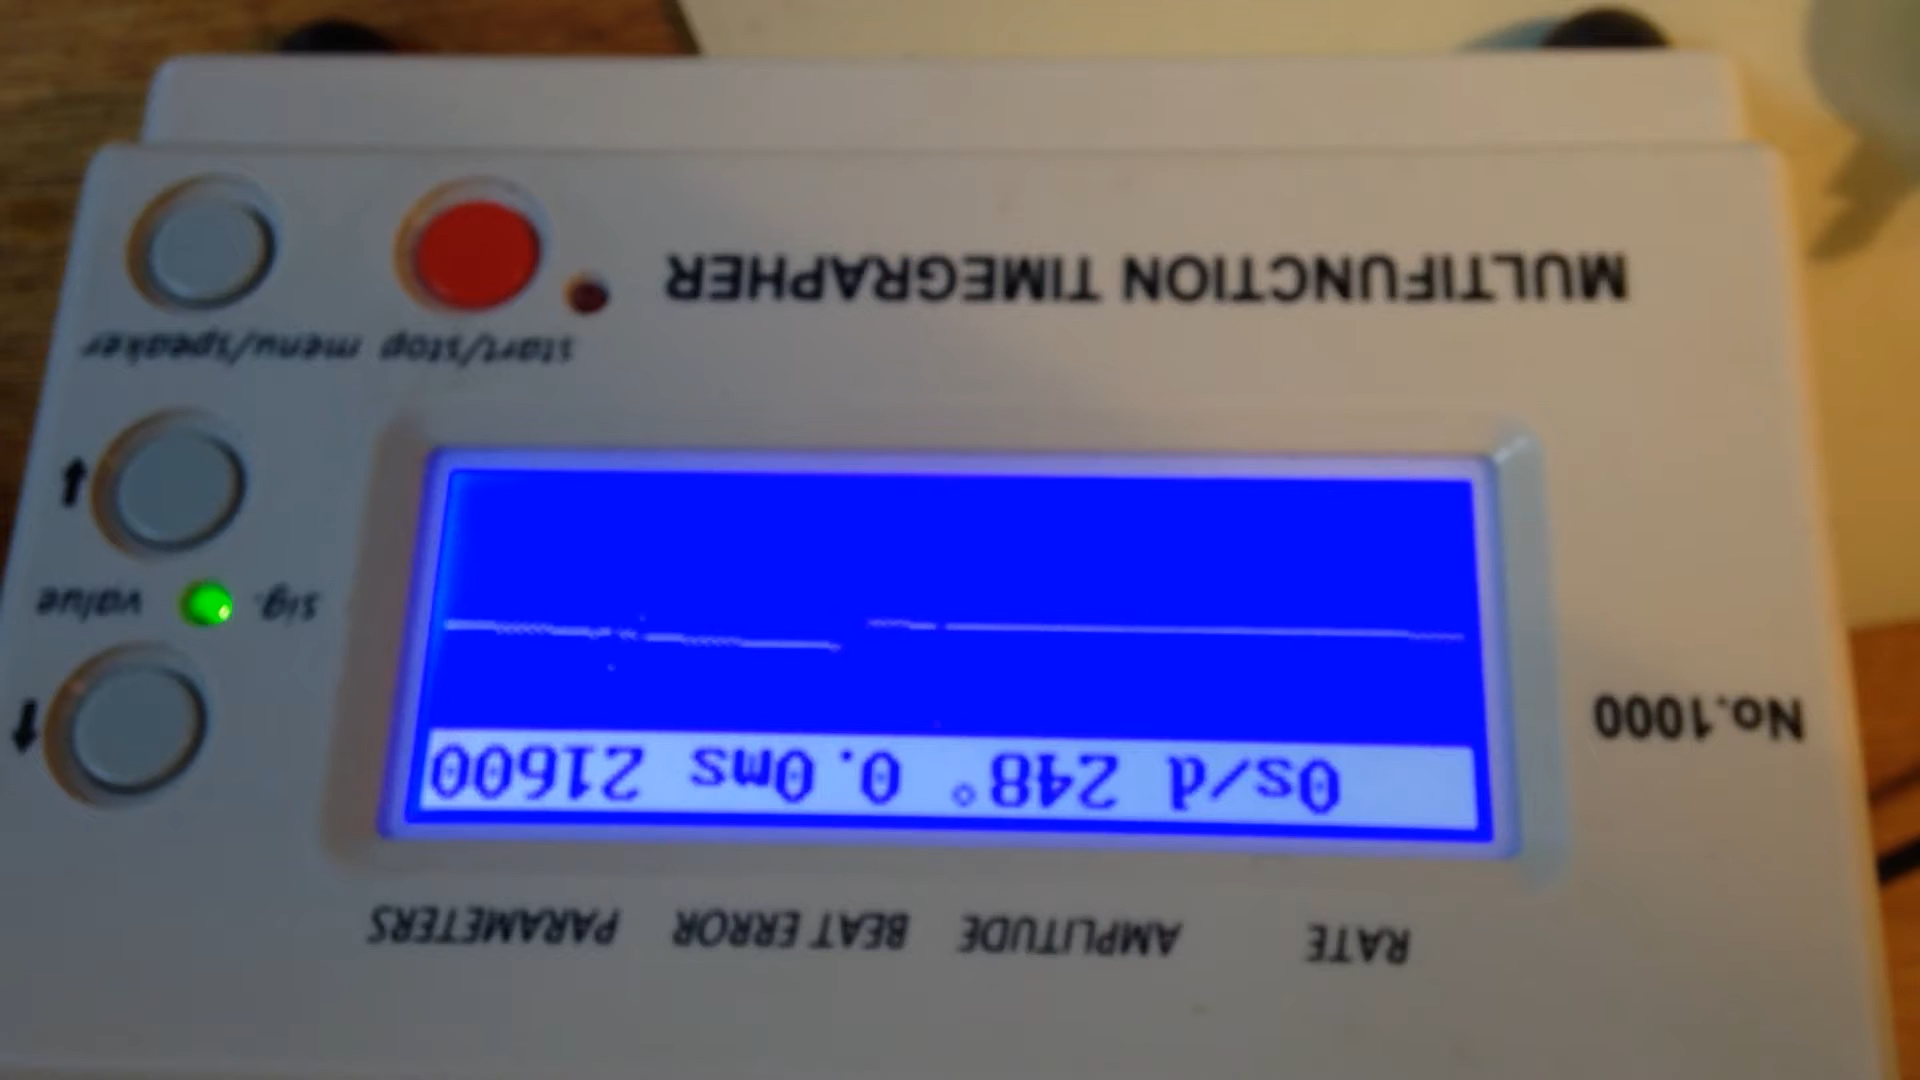 RATE AMPLITUDE BEAT ERROR PARAMETERS
0s/d 248° 0.0ms 21600
No.1000
sig. value
MULTIFUNCTION TIMEGRAPHER
start/stop menu/speaker